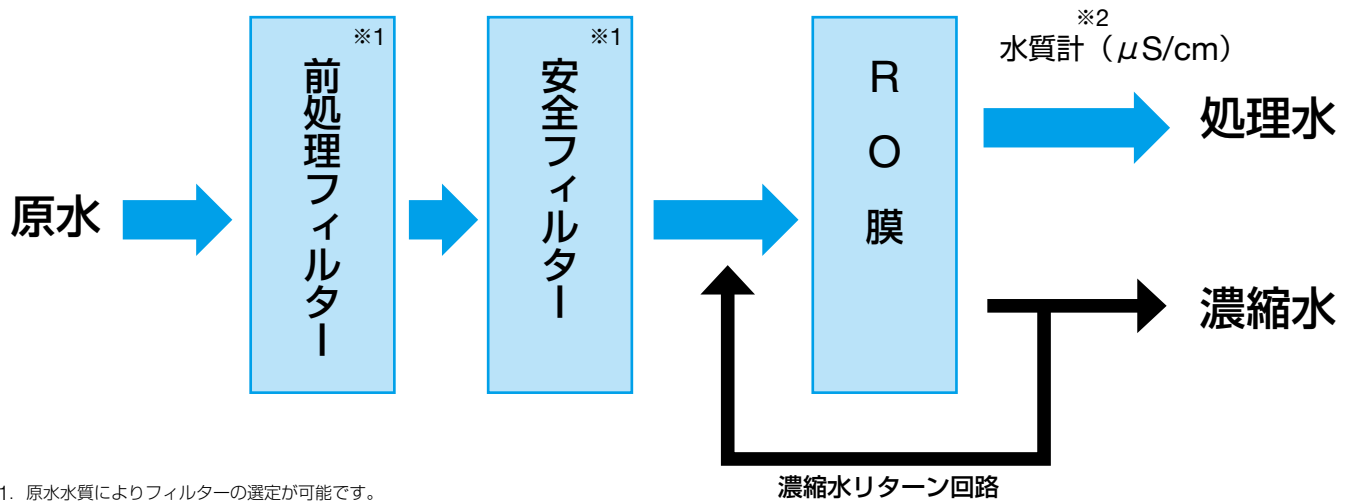 原水
※1
前処理フィルター
※1
安全フィルター
RO膜
※2
水質計（μS/cm）
処理水
濃縮水
濃縮水リターン回路
1. 原水水質によりフィルターの選定が可能です。